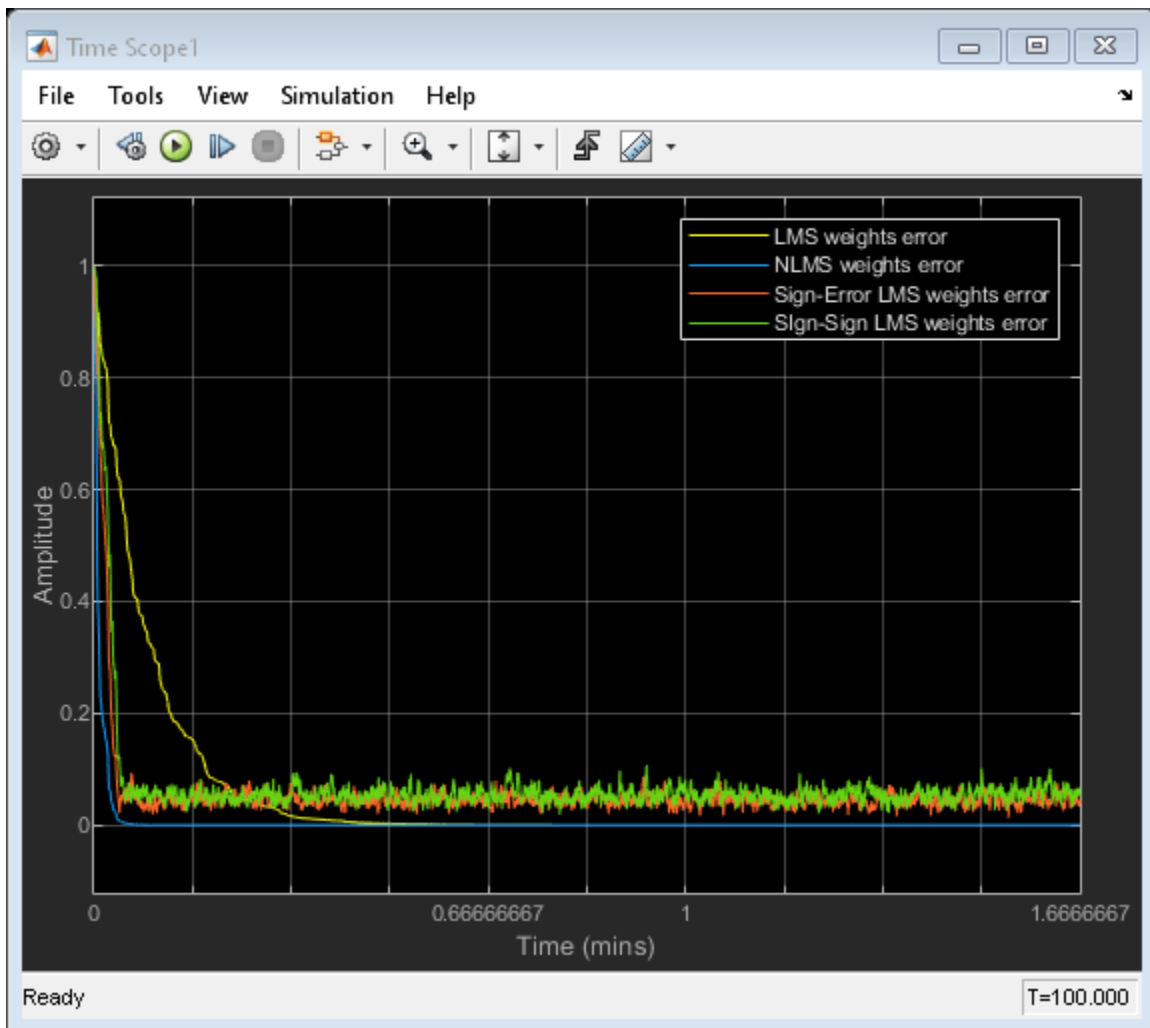 Time Scope1
File Tools View Simulation Help
LMS weights error
NLMS weights error
Sign-Error LMS weights error
SIgn-Sign LMS weights error
1
0.8
0.6
0.4
0.2
0
Amplitude
0 0.66666667 1 1.6666667
Time (mins)
Ready T=100.000